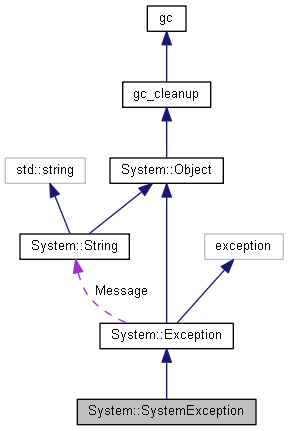 gc
gc_cleanup
std::string
System::Object
System::String
exception
Message
System::Exception
System::SystemException